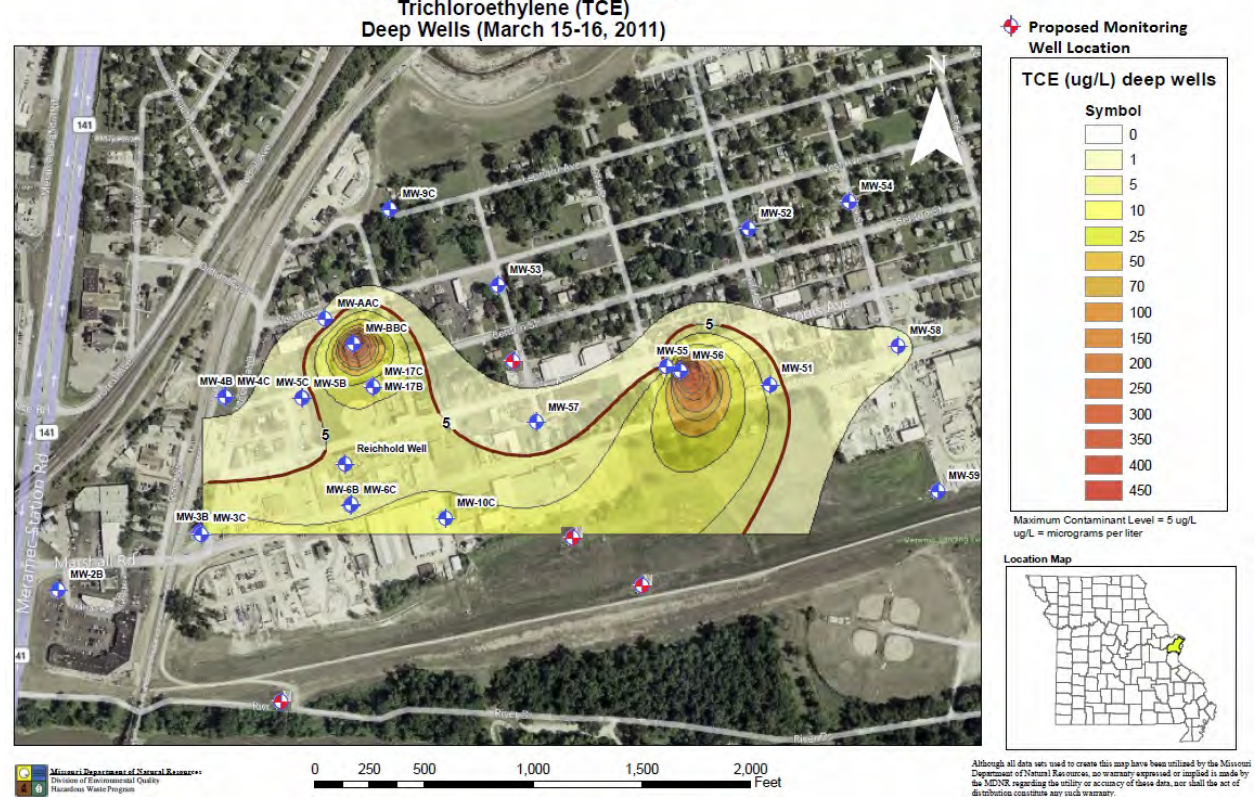 Trichloroethylene (TCE)
Deep Wells (March 15-16, 2011)
Proposed Monitoring
Well Location
TCE (ug/L) deep wells
Symbol
0
1
5
10
25
50
70
100
150
200
250
300
350
400
450
Maximum Contaminant Level = 5 ug/L
ug/L = micrograms per liter
Location Map
N
141
141
41
MW-9C
MW-54
MW-52
MW-53
MW-AAC
MW-BBC
MW-58
MW-55 MW-56
MW-51
MW-17C
MW-17B
MW-4B MW-4C
MW-5C MW-5B
MW-57
5
5
5
Reichhold Well
MW-6B MW-6C
MW-10C
MW-59
MW-3B MW-3C
Marshall Rd
Meramec Station Rd
MW-2B
River Dr
Missouri Department of Natural Resources
Division of Environmental Quality
Hazardous Waste Program
0 250 500 1,000 1,500 2,000
Feet
Although all data sets used to create this map have been utilized by the Missouri
Department of Natural Resources, no warranty expressed or implied is made by
the MDNR regarding the utility or accuracy of these data, nor shall the act of
distribution constitute any such warranty.